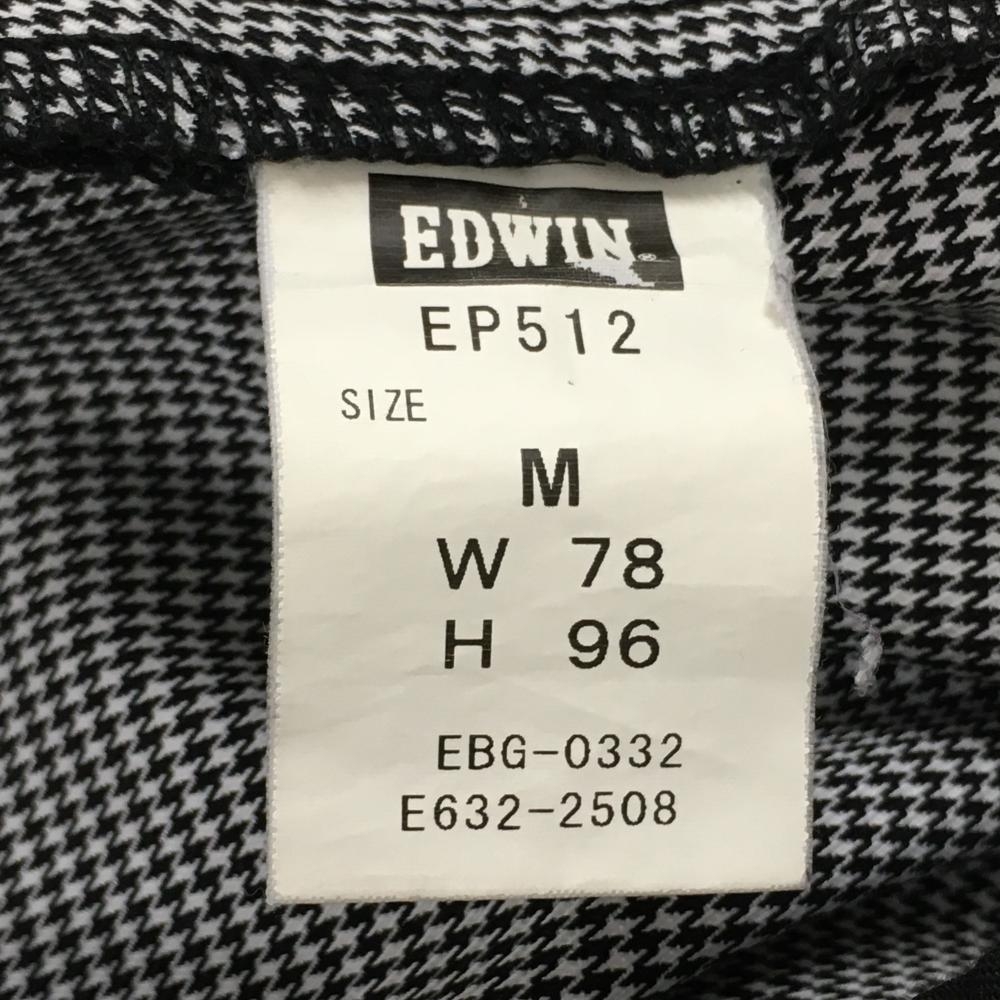 EDWIN®
EP512
SIZE
M
W 78
H 96
EBG-0332
E632-2508